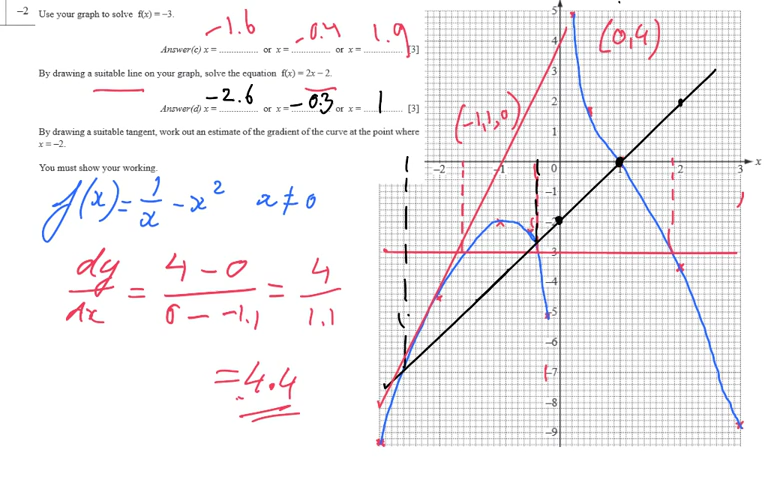 −2 Use your graph to solve f(x) = −3.
−1.6 −0.4 1.9
Answer(c) x = .................. or x = .................. or x = .................. [3]
By drawing a suitable line on your graph, solve the equation f(x) = 2x − 2.
−2.6 −0.3 1
Answer(d) x = .................. or x = .................. or x = .................. [3]
By drawing a suitable tangent, work out an estimate of the gradient of the curve at the point where
x = −2.
You must show your working.
f(x) = 1/x − x² x ≠ 0
dy/dx = (4 − 0)/(0 − −1.1) = 4/1.1
= 4.4
(0,4)
(−1.1,0)
5
4
3
2
1
−2 −1 0 1 2 3 x
−1
−2
−3
−4
−5
−6
−7
−8
−9